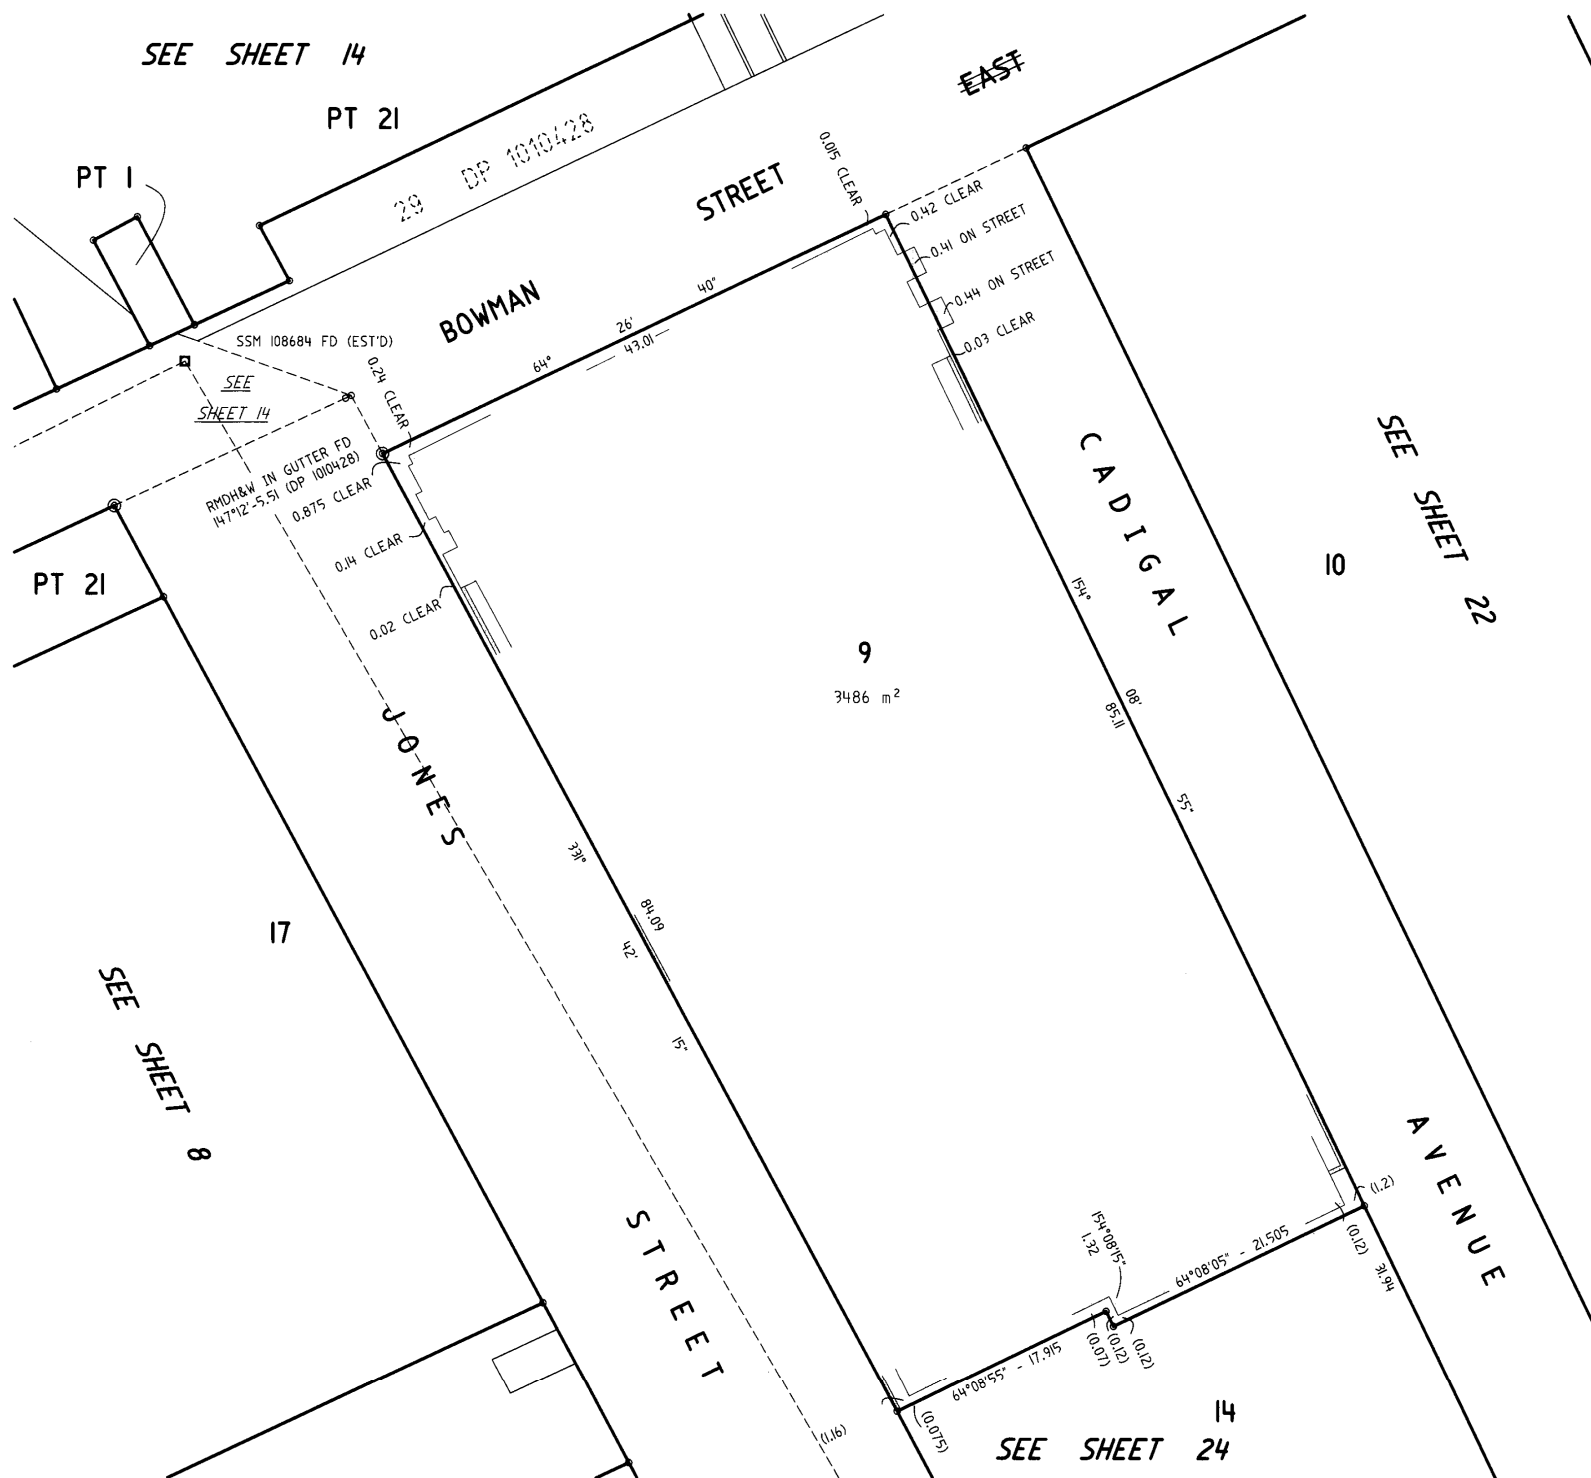 SEE SHEET 14
PT 21
PT 1
29 DP 1010428
EAST
BOWMAN STREET
0.015 CLEAR
0.42 CLEAR
0.41 ON STREET
0.44 ON STREET
0.03 CLEAR
64° 26' 40"
43.01
SSM 108684 FD (EST'D)
SEE
SHEET 14
0.24 CLEAR
RMDH&W IN GUTTER FD
147°12'-5.51 (DP 1010428)
0.875 CLEAR
0.14 CLEAR
0.02 CLEAR
PT 21
CADIGAL AVENUE
SEE SHEET 22
10
9
3486 m²
154° 08' 55"
85.11
JONES STREET
331° 42' 15"
84.09
17
SEE SHEET 8
(1.2)
(0.12)
31.94
154°08'15"
1.32
64°08'05" - 21.505
(0.07)
(0.12)
(0.12)
64°08'55" - 17.915
(0.075)
(1.16)
14
SEE SHEET 24